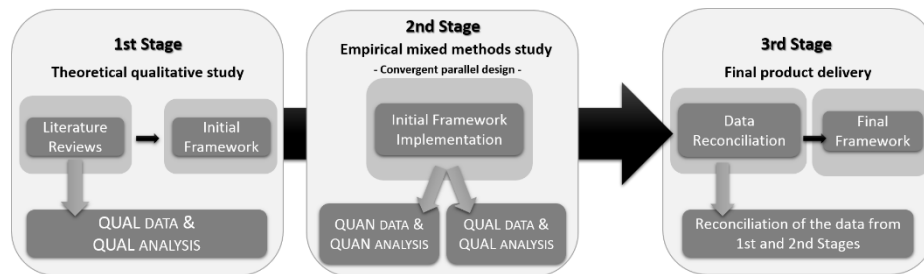 1st Stage
Theoretical qualitative study
Literature
Reviews
Initial
Framework
QUAL DATA &
QUAL ANALYSIS
2nd Stage
Empirical mixed methods study
- Convergent parallel design -
Initial Framework
Implementation
QUAN DATA &
QUAN ANALYSIS
QUAL DATA &
QUAL ANALYSIS
3rd Stage
Final product delivery
Data
Reconciliation
Final
Framework
Reconciliation of the data from
1st and 2nd Stages